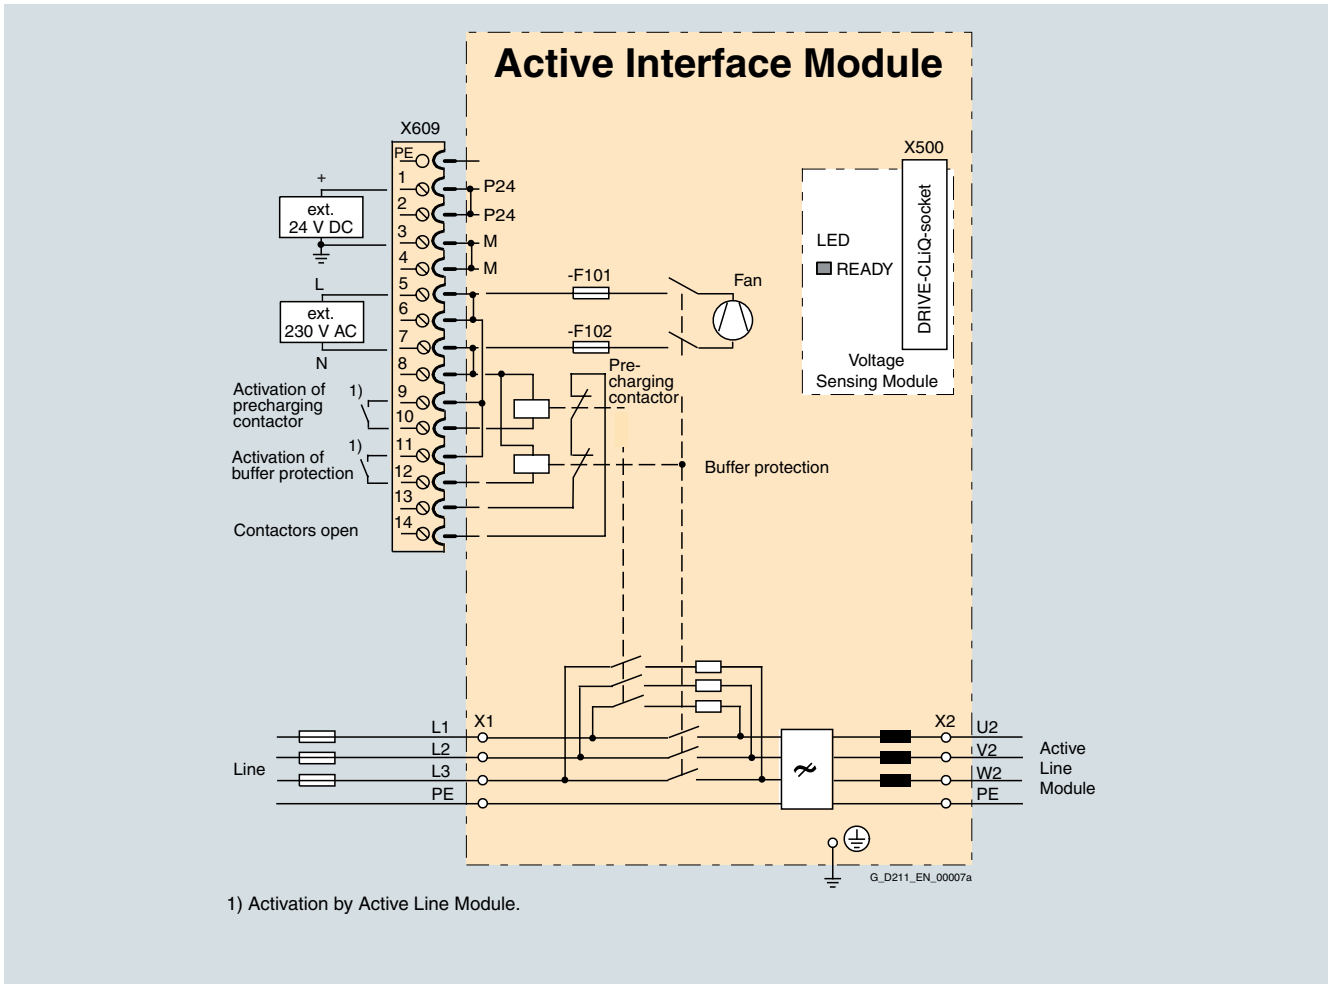 Active Interface Module
X609
PE
1
2
3
4
5
6
7
8
9
10
11
12
13
14
+
ext.
24 V DC
L
ext.
230 V AC
N
Activation of
precharging
contactor
1)
Activation of
buffer protection
1)
Contactors open
P24
P24
M
M
-F101
-F102
Fan
Pre-
charging
contactor
Buffer protection
X500
DRIVE-CLiQ-socket
LED
READY
Voltage
Sensing Module
Line
L1
L2
L3
PE
X1
X2
U2
V2
W2
PE
Active
Line
Module
G_D211_EN_00007a
1) Activation by Active Line Module.